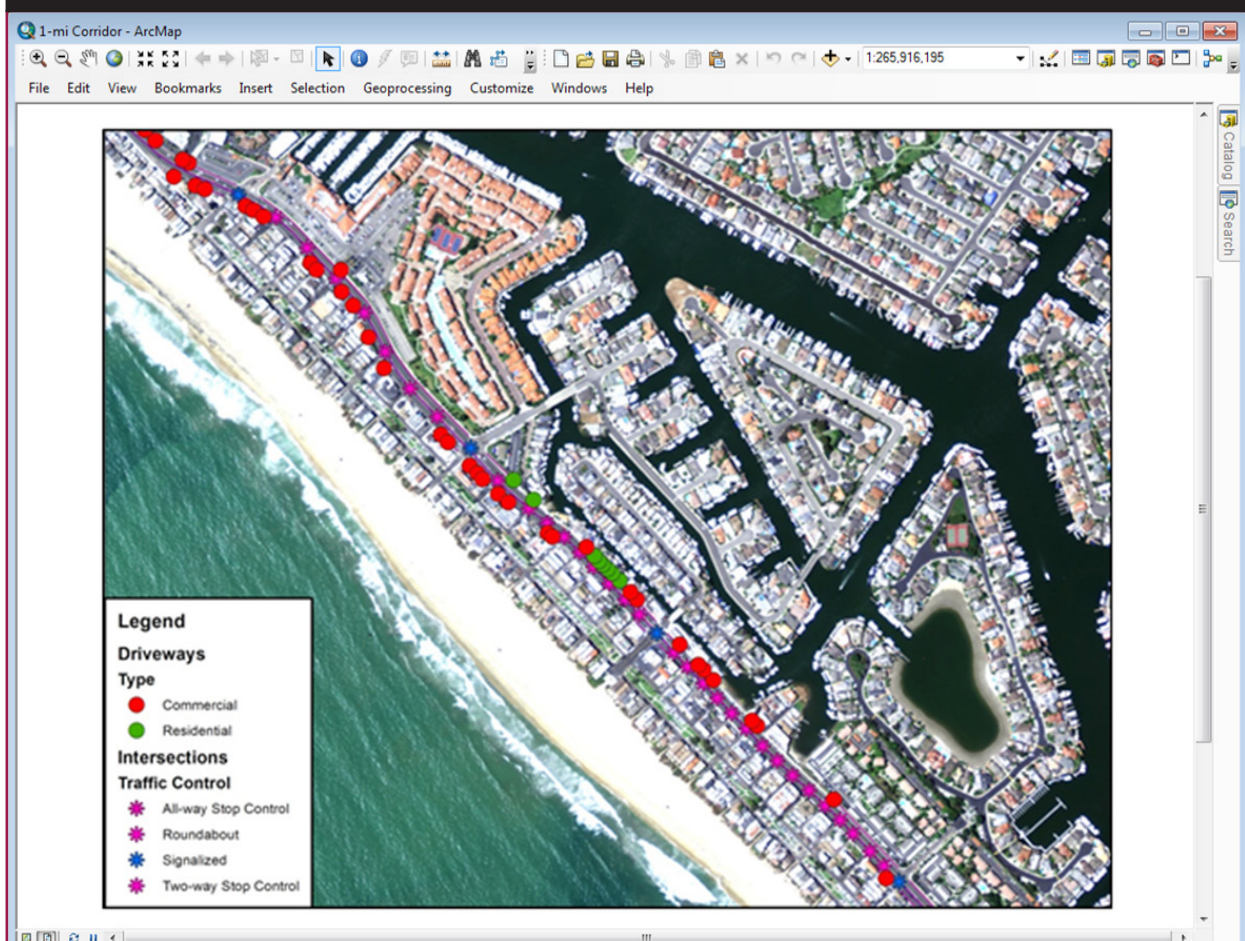 1-mi Corridor - ArcMap
1:265,916,195
File Edit View Bookmarks Insert Selection Geoprocessing Customize Windows Help
Catalog
Search
Legend
Driveways
Type
Commercial
Residential
Intersections
Traffic Control
All-way Stop Control
Roundabout
Signalized
Two-way Stop Control